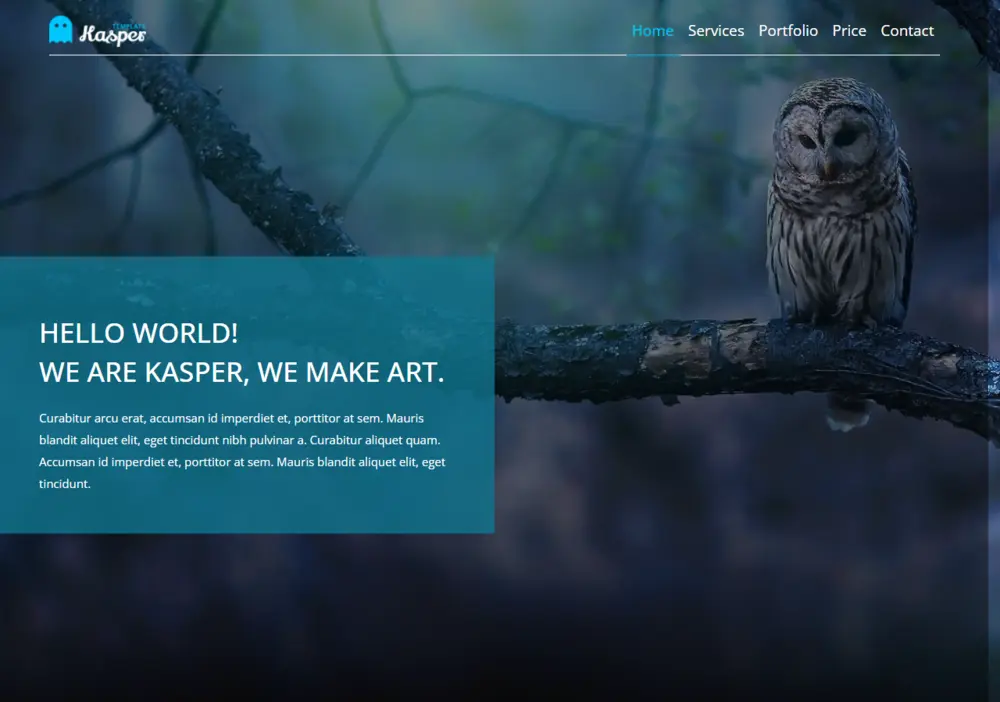 TEMPLATE
Kasper
Home Services Portfolio Price Contact
HELLO WORLD!
WE ARE KASPER, WE MAKE ART.
Curabitur arcu erat, accumsan id imperdiet et, porttitor at sem. Mauris
blandit aliquet elit, eget tincidunt nibh pulvinar a. Curabitur aliquet quam.
Accumsan id imperdiet et, porttitor at sem. Mauris blandit aliquet elit, eget
tincidunt.